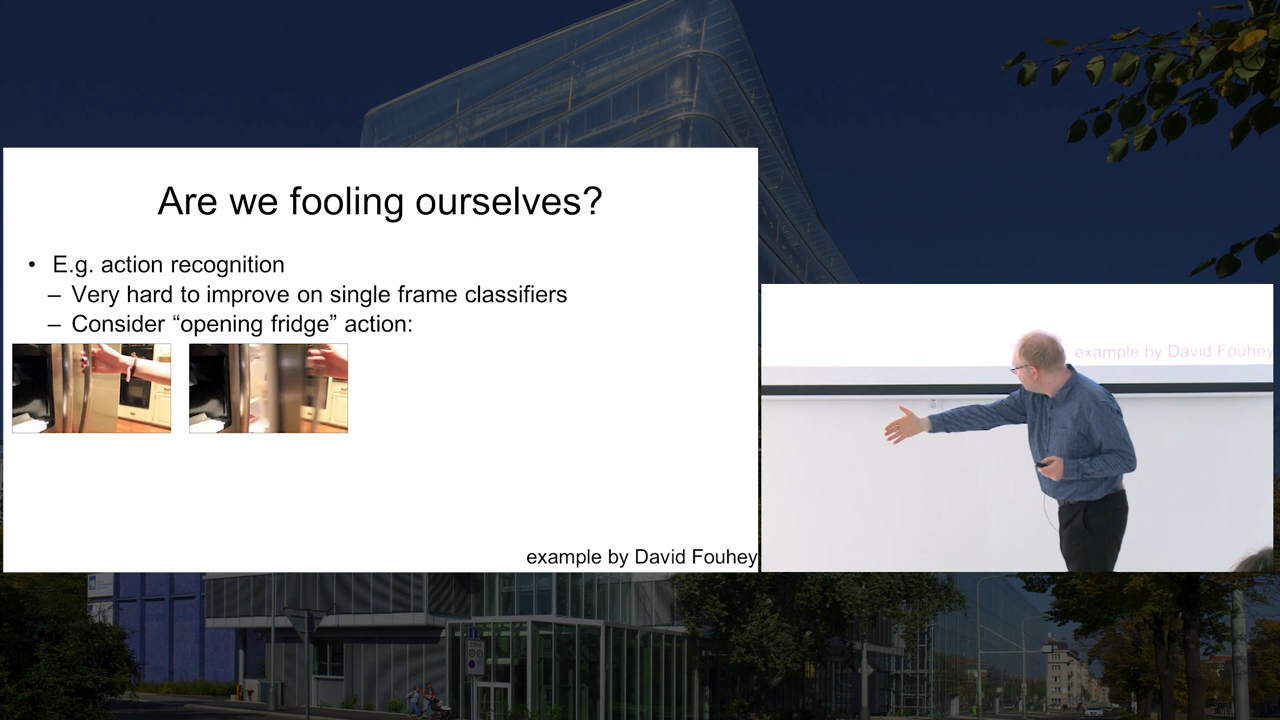 Are we fooling ourselves?
• E.g. action recognition
– Very hard to improve on single frame classifiers
– Consider “opening fridge” action:
example by David Fouhey
example by David Fouhey